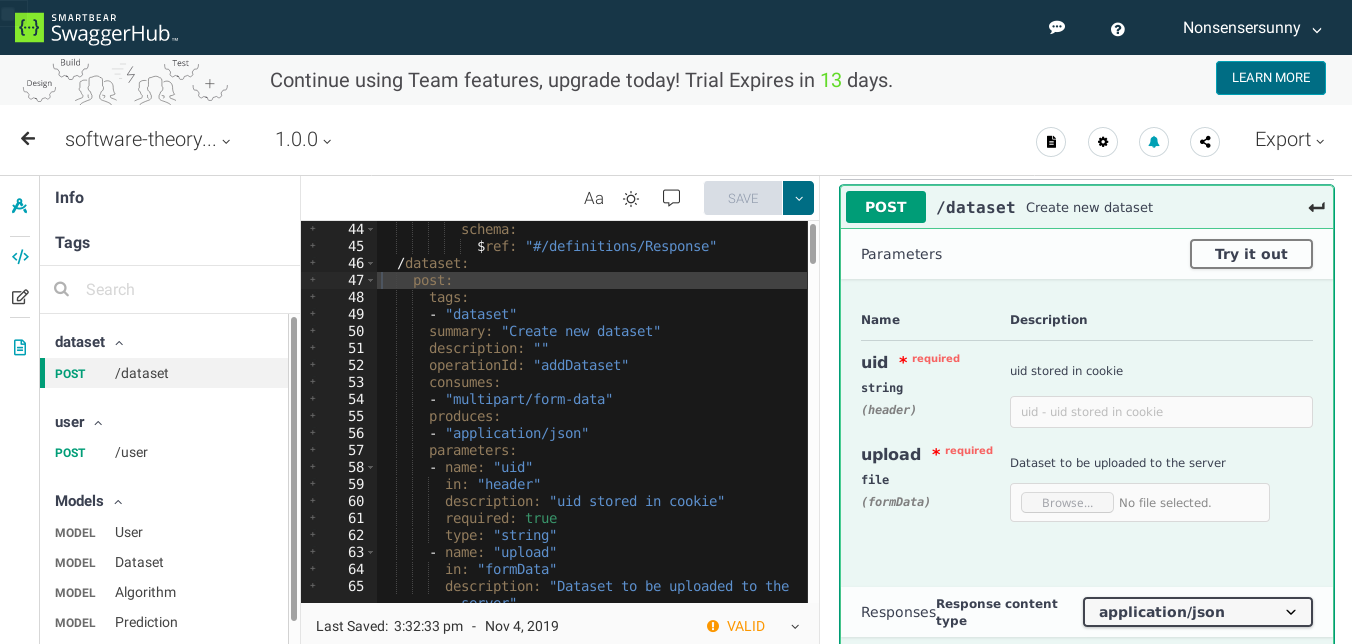 SMARTBEAR
SwaggerHub™
Nonsensersunny
Design
Build
Test
Continue using Team features, upgrade today! Trial Expires in 13 days.
LEARN MORE
software-theory...
1.0.0
Export
Info
Tags
Search
dataset
POST /dataset
user
POST /user
Models
MODEL User
MODEL Dataset
MODEL Algorithm
MODEL Prediction
Aa
SAVE
44 schema:
45 $ref: "#/definitions/Response"
46 /dataset:
47 post:
48 tags:
49 - "dataset"
50 summary: "Create new dataset"
51 description: ""
52 operationId: "addDataset"
53 consumes:
54 - "multipart/form-data"
55 produces:
56 - "application/json"
57 parameters:
58 - name: "uid"
59 in: "header"
60 description: "uid stored in cookie"
61 required: true
62 type: "string"
63 - name: "upload"
64 in: "formData"
65 description: "Dataset to be uploaded to the
server"
Last Saved: 3:32:33 pm - Nov 4, 2019
VALID
POST /dataset Create new dataset
Parameters
Try it out
Name Description
uid * required
string
(header)
uid stored in cookie
uid - uid stored in cookie
upload * required
file
(formData)
Dataset to be uploaded to the server
Browse... No file selected.
Responses
Response content
type
application/json